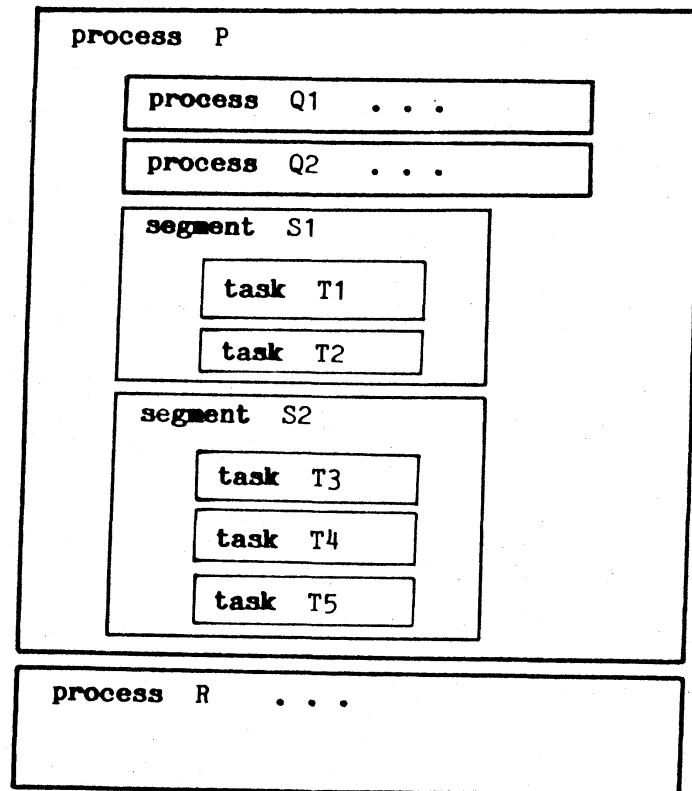 process P
process Q1 . . .
process Q2 . . .
segment S1
task T1
task T2
segment S2
task T3
task T4
task T5
process R . . .